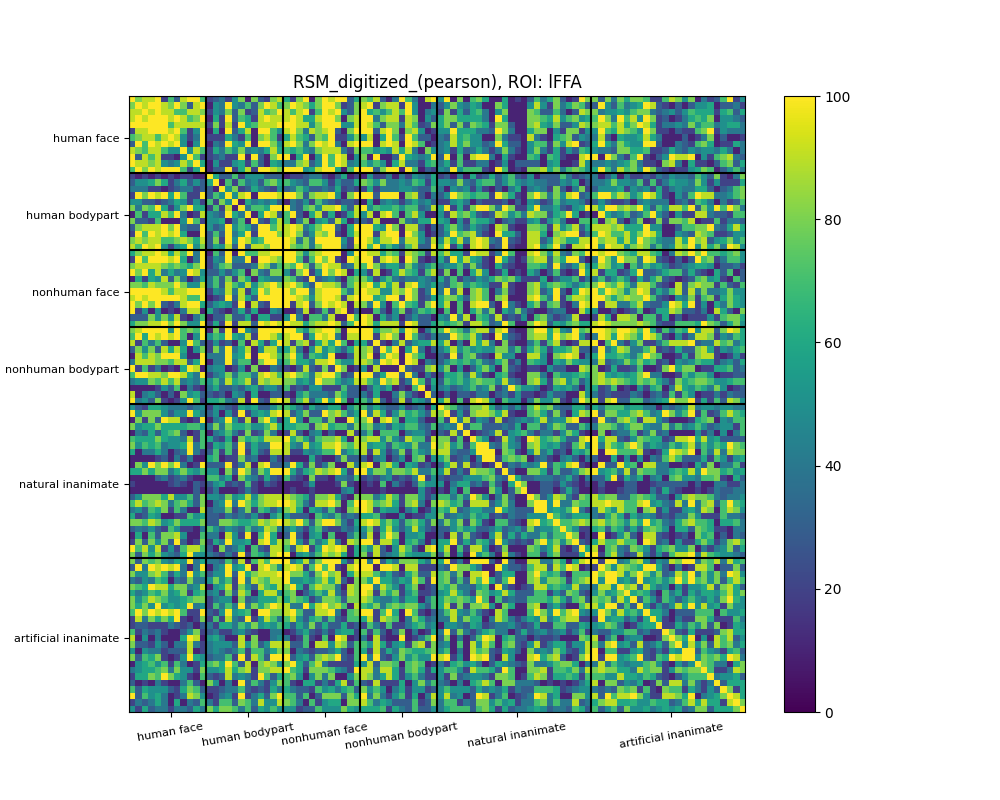 RSM_digitized_(pearson), ROI: lFFA
human face
human bodypart
nonhuman face
nonhuman bodypart
natural inanimate
artificial inanimate
human face
human bodypart
nonhuman face
nonhuman bodypart
natural inanimate
artificial inanimate
100
80
60
40
20
0